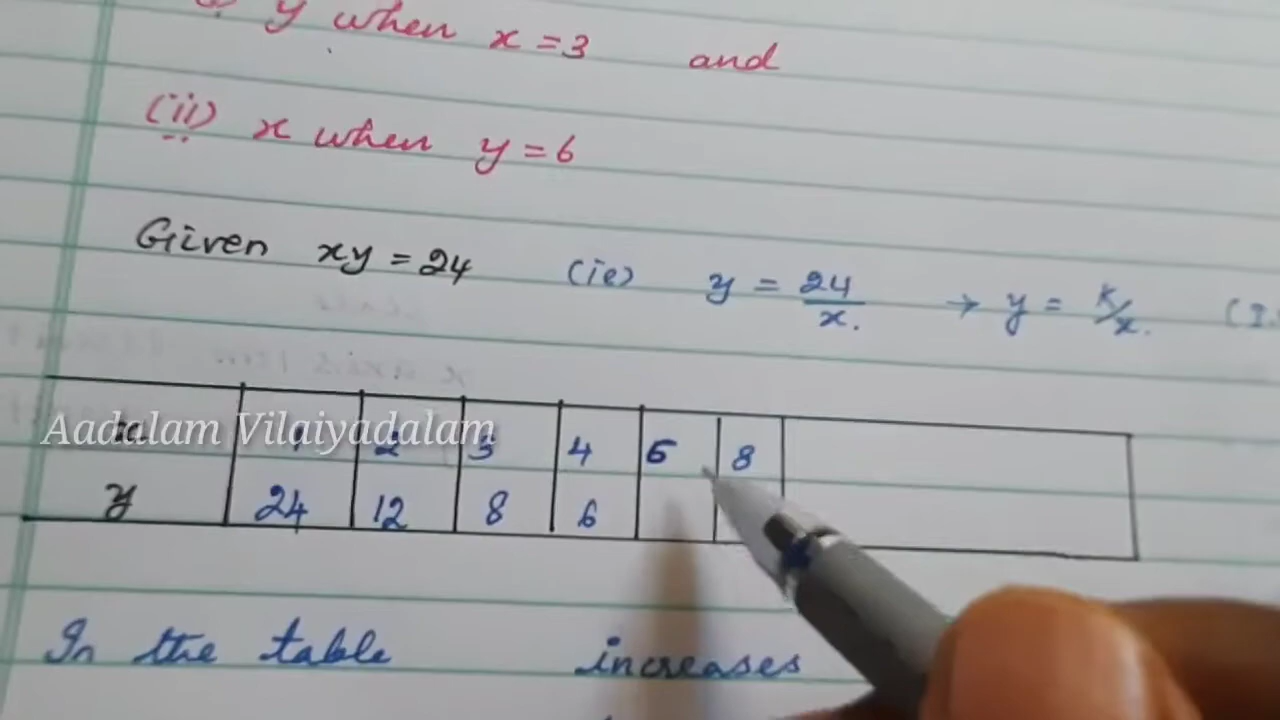 y when x = 3 and
(ii) x when y = 6
Given xy = 24 (ie) y = 24/x. → y = k/x. (I.
Aadalam Vilaiyadalam
x 1 2 3 4 6 8
y 24 12 8 6
In the table increases